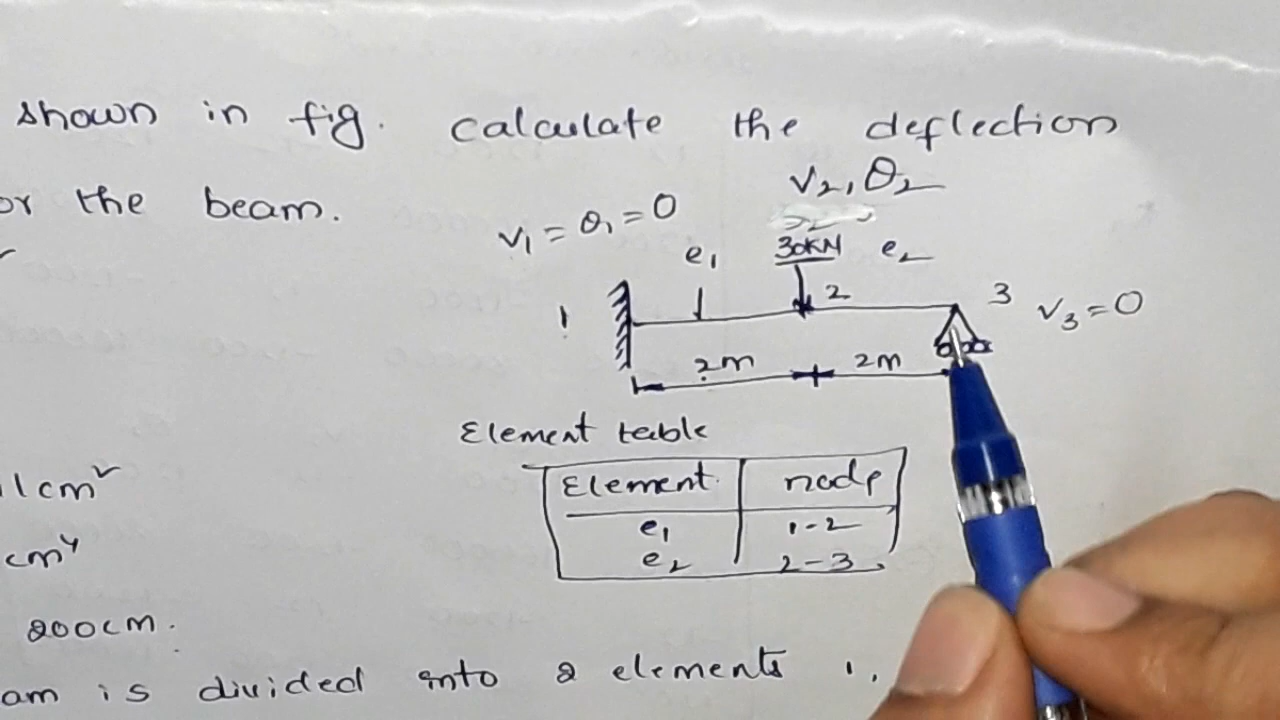 shown in fig. calculate the deflection
or the beam.
v₂, θ₂
v₁ = θ₁ = 0
e₁ 30KN e₂
1 2 3 v₃ = 0
2m 2m
Element table
Element node
e₁ 1-2
e₂ 2-3
1cm²
cm⁴
200cm.
am is divided into 2 elements 1,